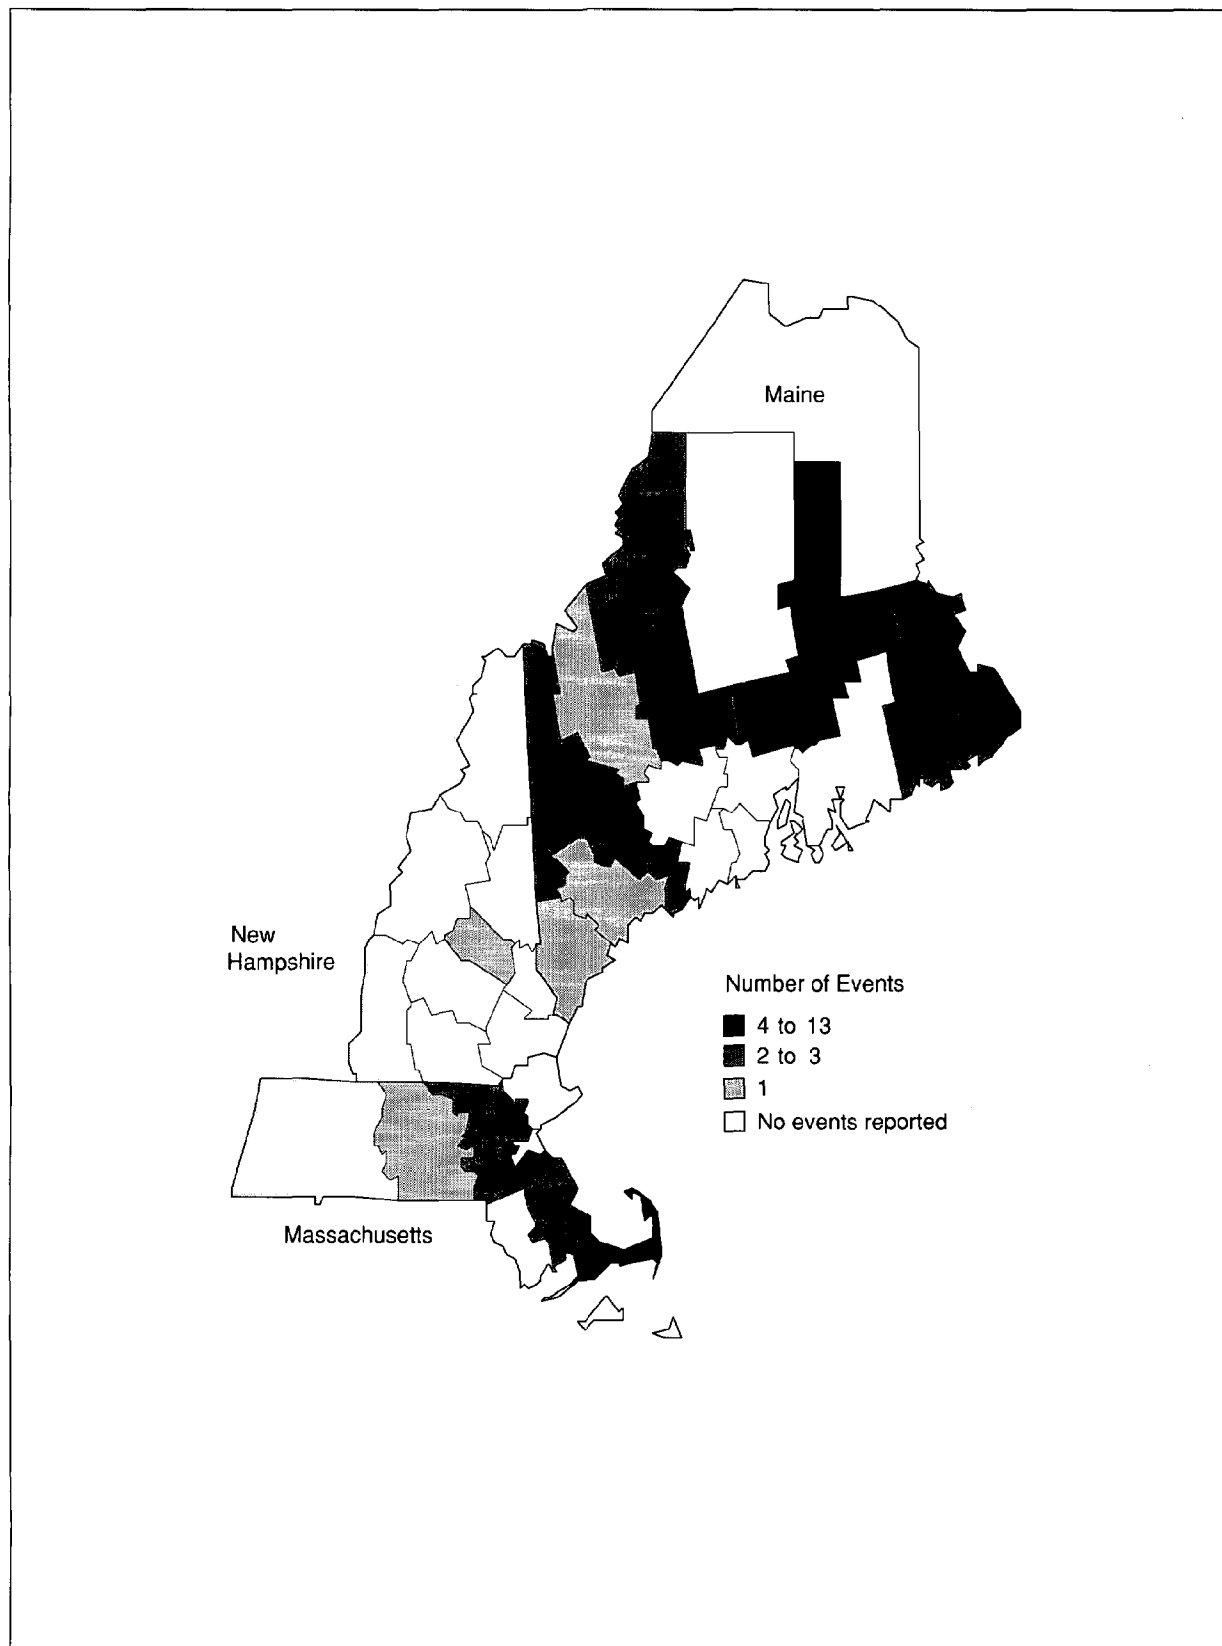 Maine
New
Hampshire
Number of Events
4 to 13
2 to 3
1
No events reported
Massachusetts